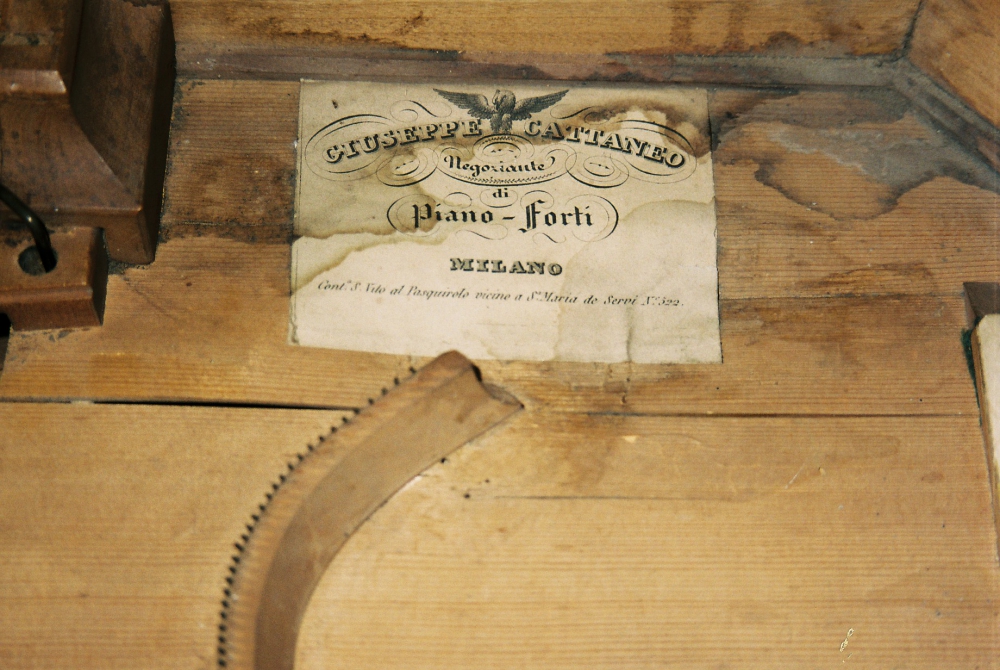 GIUSEPPE CATTANEO
Negoziante
di
Piano-Forti
MILANO
Cont.a S. Vito al Pasquirolo vicino a S.a Maria de Servi N.o 522.